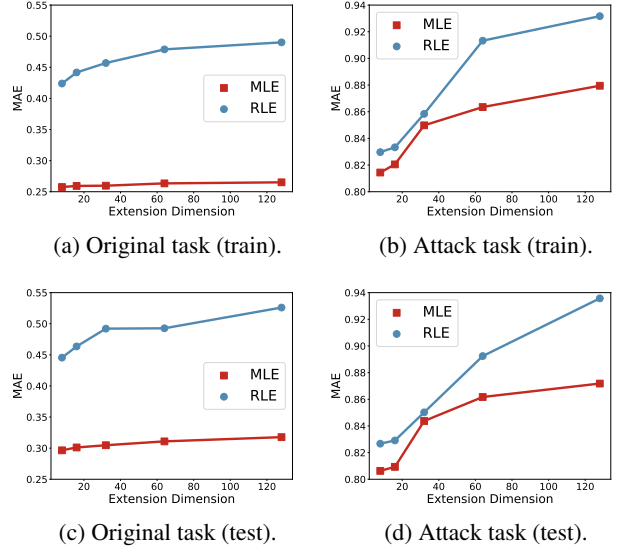 0.55
0.50
0.45
0.40
0.35
0.30
0.25
MAE
MLE
RLE
20 40 60 80 100 120
Extension Dimension
(a) Original task (train).
0.94
0.92
0.90
0.88
0.86
0.84
0.82
0.80
MAE
MLE
RLE
20 40 60 80 100 120
Extension Dimension
(b) Attack task (train).
0.55
0.50
0.45
0.40
0.35
0.30
0.25
MAE
MLE
RLE
20 40 60 80 100 120
Extension Dimension
(c) Original task (test).
0.94
0.92
0.90
0.88
0.86
0.84
0.82
0.80
MAE
MLE
RLE
20 40 60 80 100 120
Extension Dimension
(d) Attack task (test).